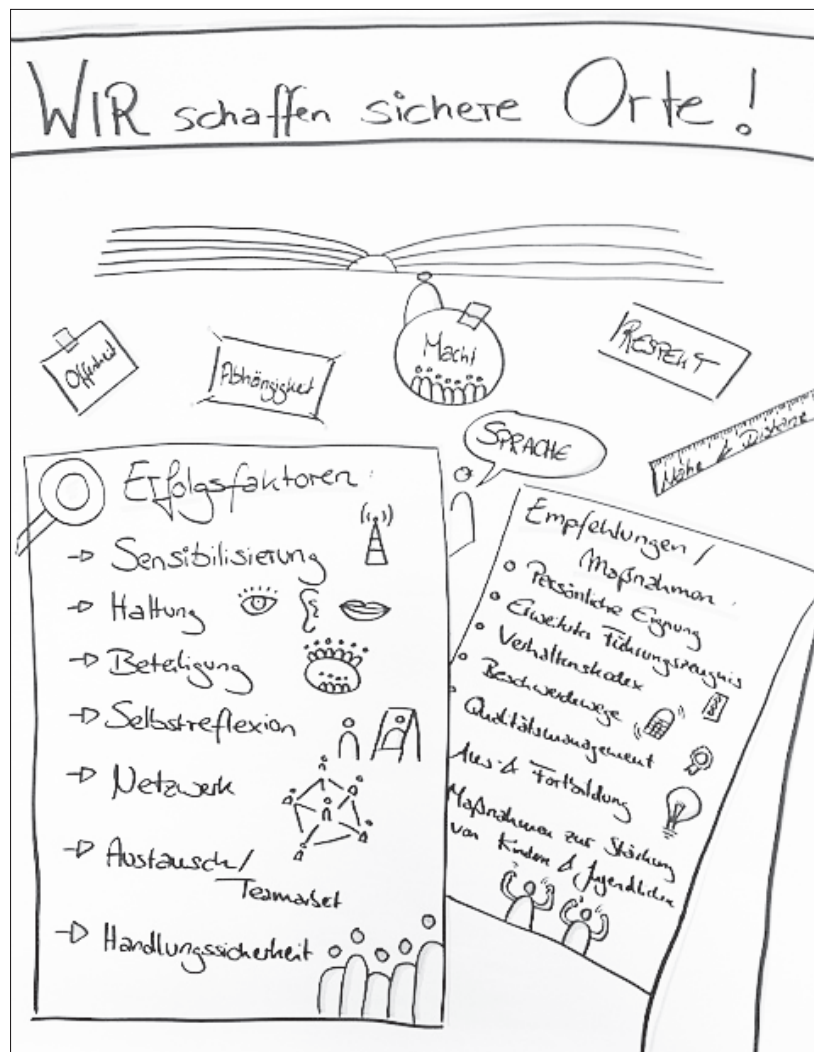 WIR schaffen sichere Orte!
Offenheit
Abhängigkeit
Macht
RESPEKT
SPRACHE
Nähe & Distanz
Erfolgsfaktoren:
→ Sensibilisierung
→ Haltung
→ Beteiligung
→ Selbstreflexion
→ Netzwerk
→ Austausch/
Teamarbeit
→ Handlungssicherheit
Empfehlungen /
Maßnahmen:
Persönliche Eignung
Erweitertes Führungszeugnis
Verhaltenskodex
Beschwerdewege
Qualitätsmanagement
Aus- & Fortbildung
Maßnahmen zur Stärkung
von Kindern & Jugendlichen